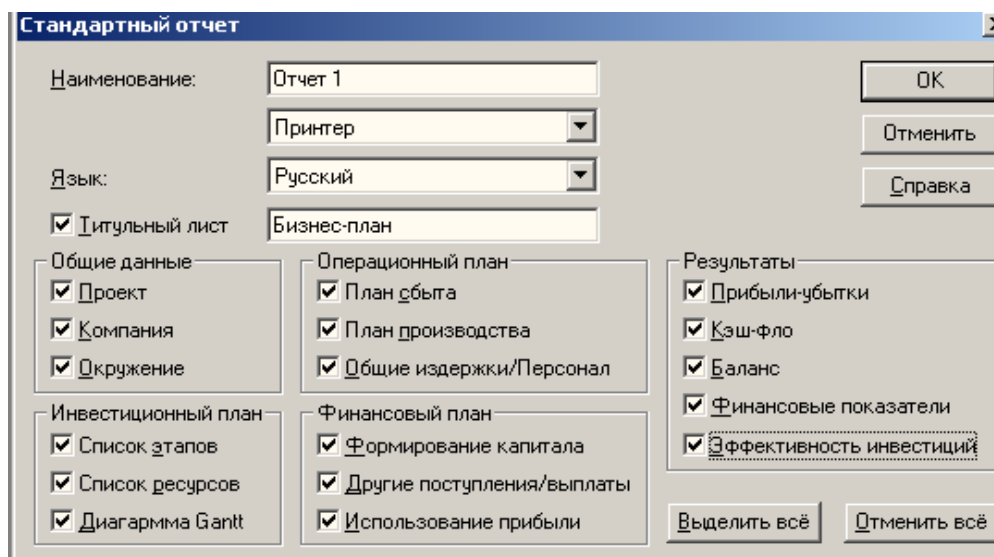 Стандартный отчет
Наименование:
Отчет 1
OK
Принтер
Отменить
Язык:
Русский
Справка
Титульный лист
Бизнес-план
Общие данные
Проект
Компания
Окружение
Операционный план
План сбыта
План производства
Общие издержки/Персонал
Результаты
Прибыли-убытки
Кэш-фло
Баланс
Финансовые показатели
Эффективность инвестиций
Инвестиционный план
Список этапов
Список ресурсов
Диагармма Gantt
Финансовый план
Формирование капитала
Другие поступления/выплаты
Использование прибыли
Выделить всё
Отменить всё